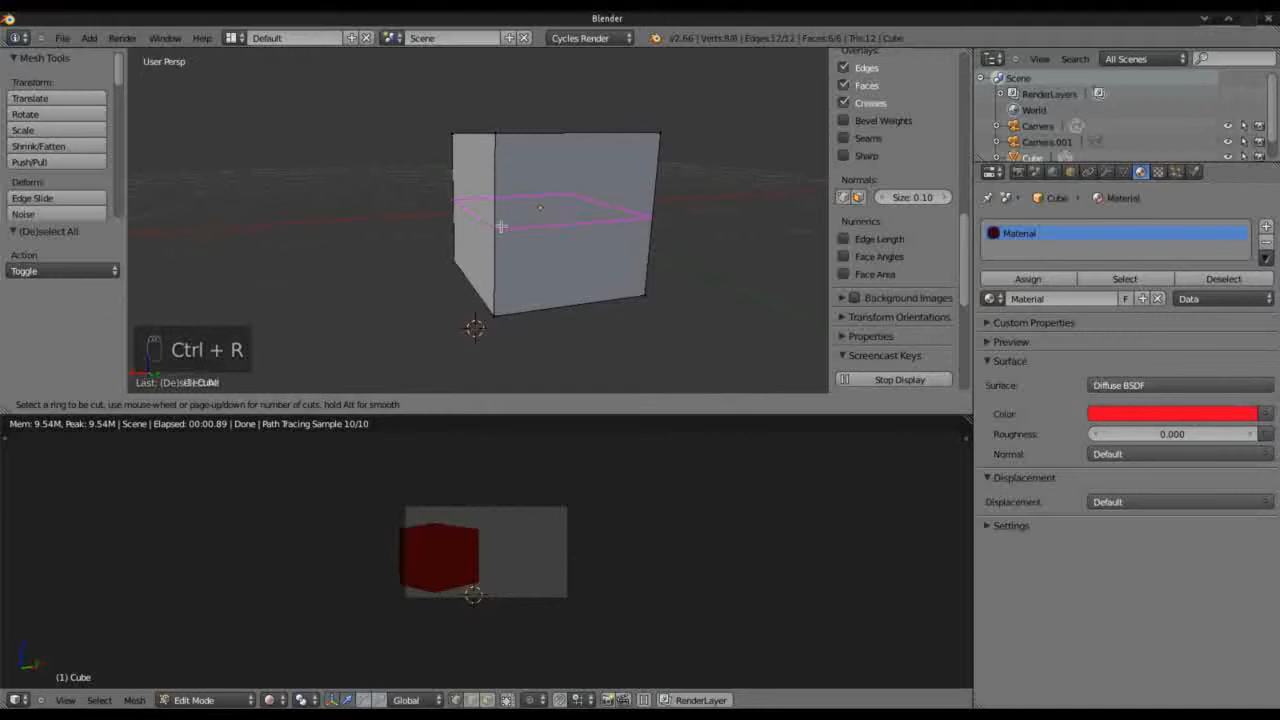 Blender
File Add Render Window Help Default Scene Cycles Render v2.66 | Verts:8/8 | Edges:12/12 | Faces:6/6 | Tris:12 | Cube
View Search All Scenes
Mesh Tools
Transform:
Translate
Rotate
Scale
Shrink/Fatten
Push/Pull
Deform:
Edge Slide
Noise
(De)select All
Action
Toggle
User Persp
Ctrl + R
(1) Cube
Overlays:
Edges
Faces
Creases
Bevel Weights
Seams
Sharp
Normals:
Size: 0.10
Numerics:
Edge Length
Face Angles
Face Area
Background Images
Transform Orientations
Properties
Screencast Keys
Stop Display
Scene
RenderLayers
World
Camera
Camera.001
Cube
Cube Material
Material
Assign Select Deselect
Material F Data
Custom Properties
Preview
Surface
Surface: Diffuse BSDF
Color:
Roughness: 0.000
Normal: Default
Displacement
Displacement: Default
Settings
Select a ring to be cut, use mouse-wheel or page-up/down for number of cuts, hold Alt for smooth
Mem: 9.54M, Peak: 9.54M | Scene | Elapsed: 00:00.89 | Done | Path Tracing Sample 10/10
(1) Cube
View Select Mesh Edit Mode Global RenderLayer